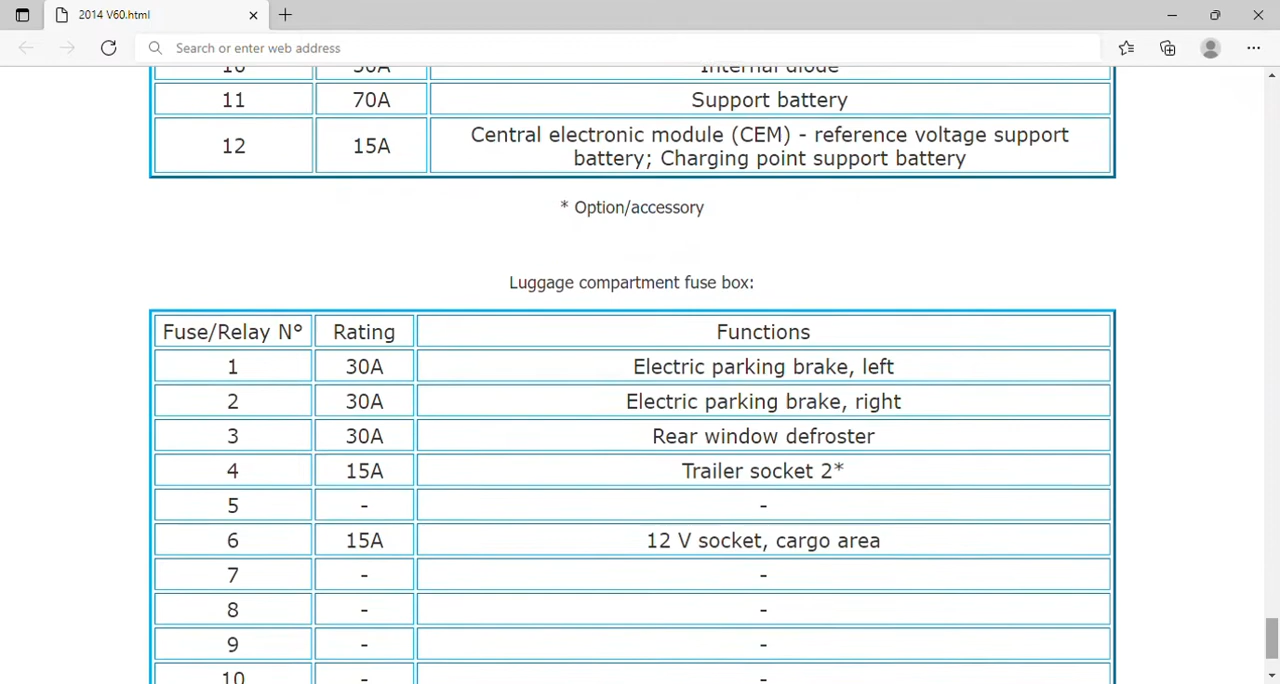 2014 V60.html
Search or enter web address
10 50A Internal diode
11 70A Support battery
12 15A Central electronic module (CEM) - reference voltage support
battery; Charging point support battery
* Option/accessory
Luggage compartment fuse box:
Fuse/Relay N° Rating Functions
1 30A Electric parking brake, left
2 30A Electric parking brake, right
3 30A Rear window defroster
4 15A Trailer socket 2*
5 - -
6 15A 12 V socket, cargo area
7 - -
8 - -
9 - -
10 - -